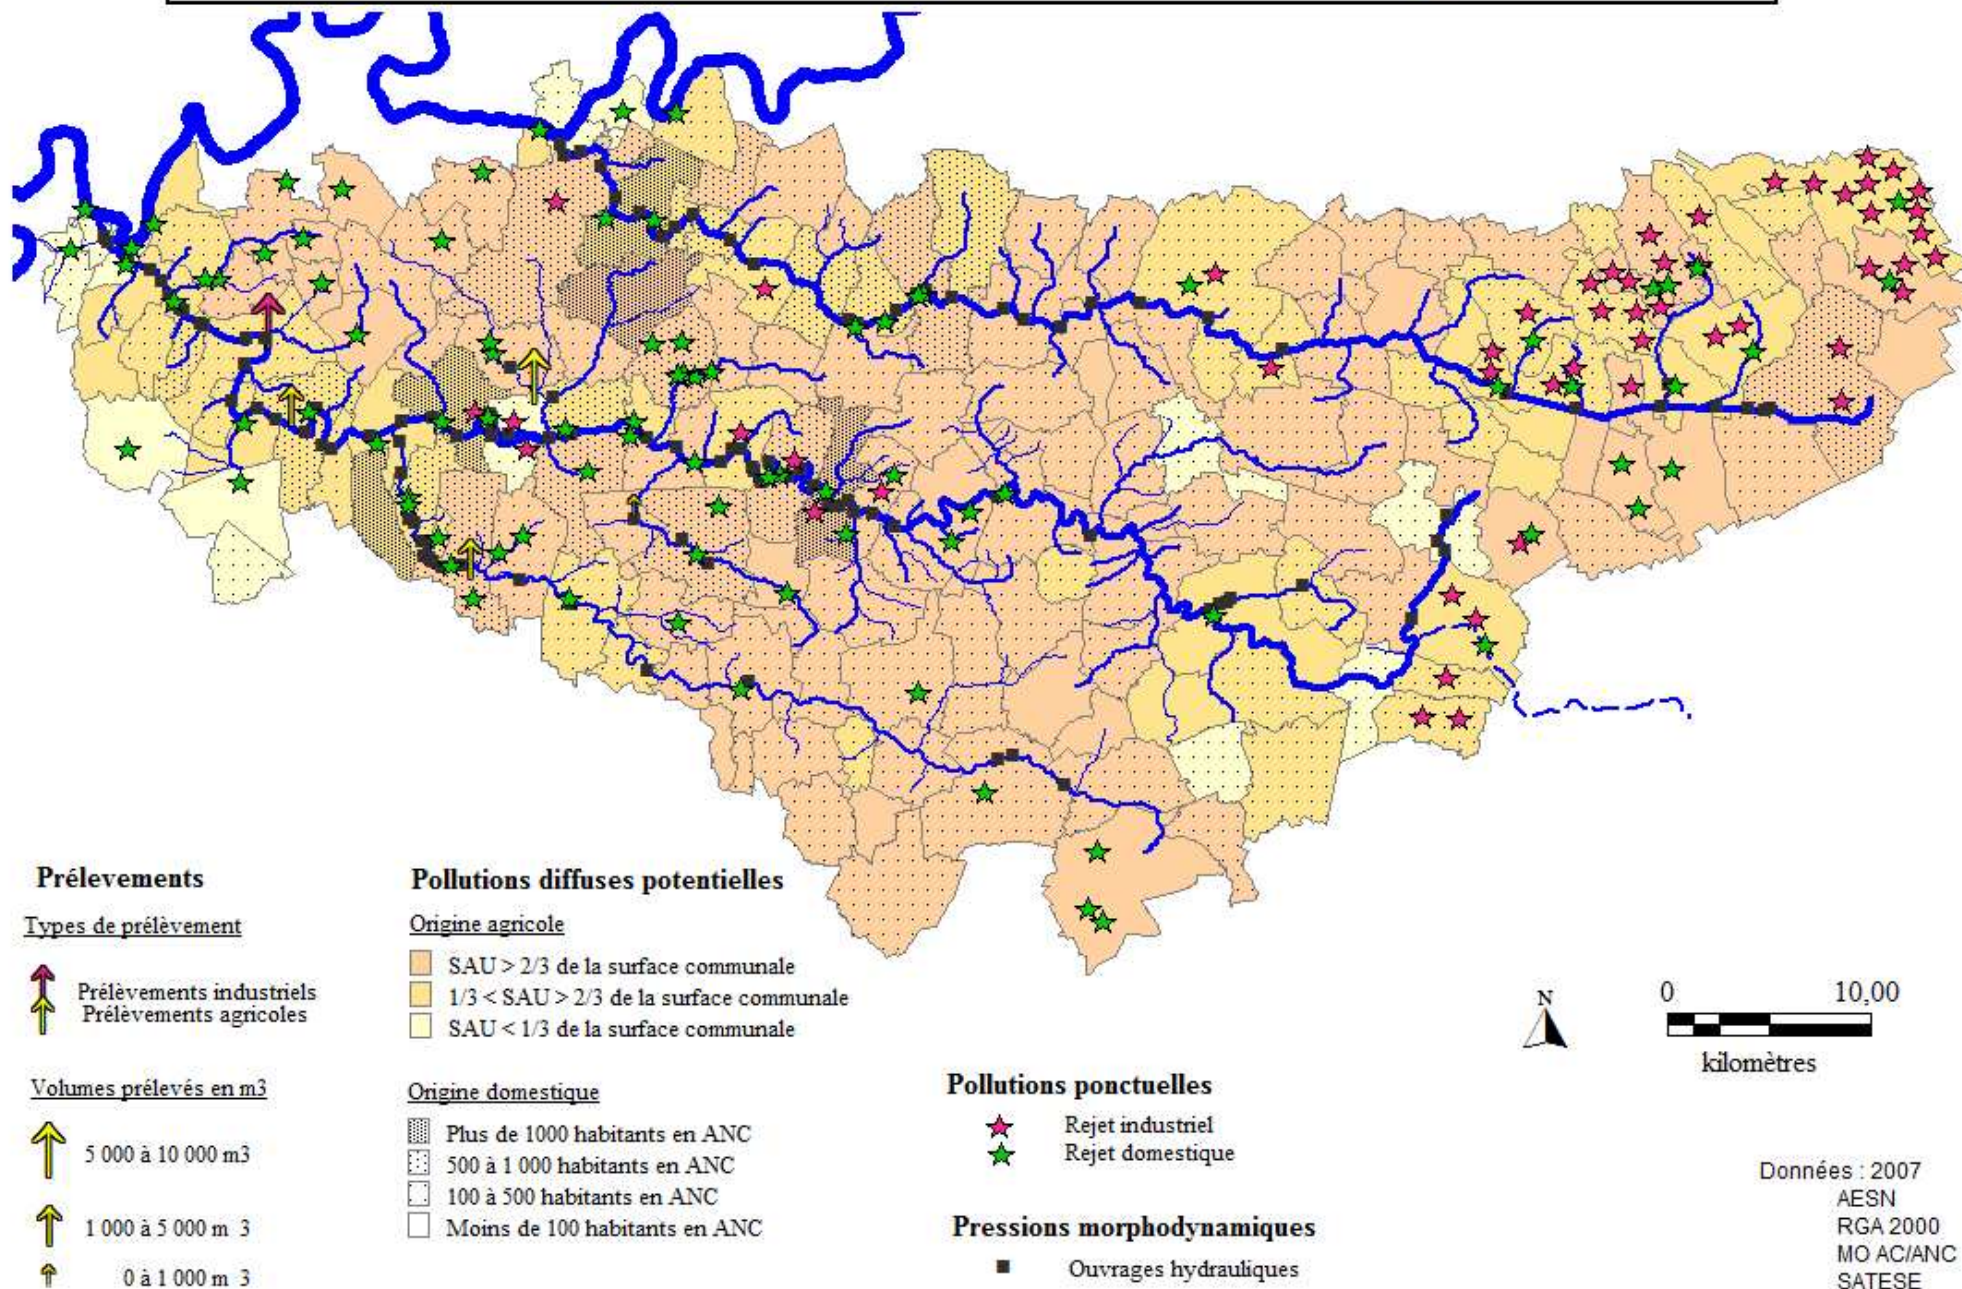 Prélevements
Types de prélèvement
Prélèvements industriels
Prélèvements agricoles
Volumes prélevés en m3
5 000 à 10 000 m3
1 000 à 5 000 m 3
0 à 1 000 m 3
Pollutions diffuses potentielles
Origine agricole
SAU > 2/3 de la surface communale
1/3 < SAU > 2/3 de la surface communale
SAU < 1/3 de la surface communale
Origine domestique
Plus de 1000 habitants en ANC
500 à 1 000 habitants en ANC
100 à 500 habitants en ANC
Moins de 100 habitants en ANC
Pollutions ponctuelles
Rejet industriel
Rejet domestique
Pressions morphodynamiques
Ouvrages hydrauliques
N
0 10,00
kilomètres
Données : 2007
AESN
RGA 2000
MO AC/ANC
SATESE